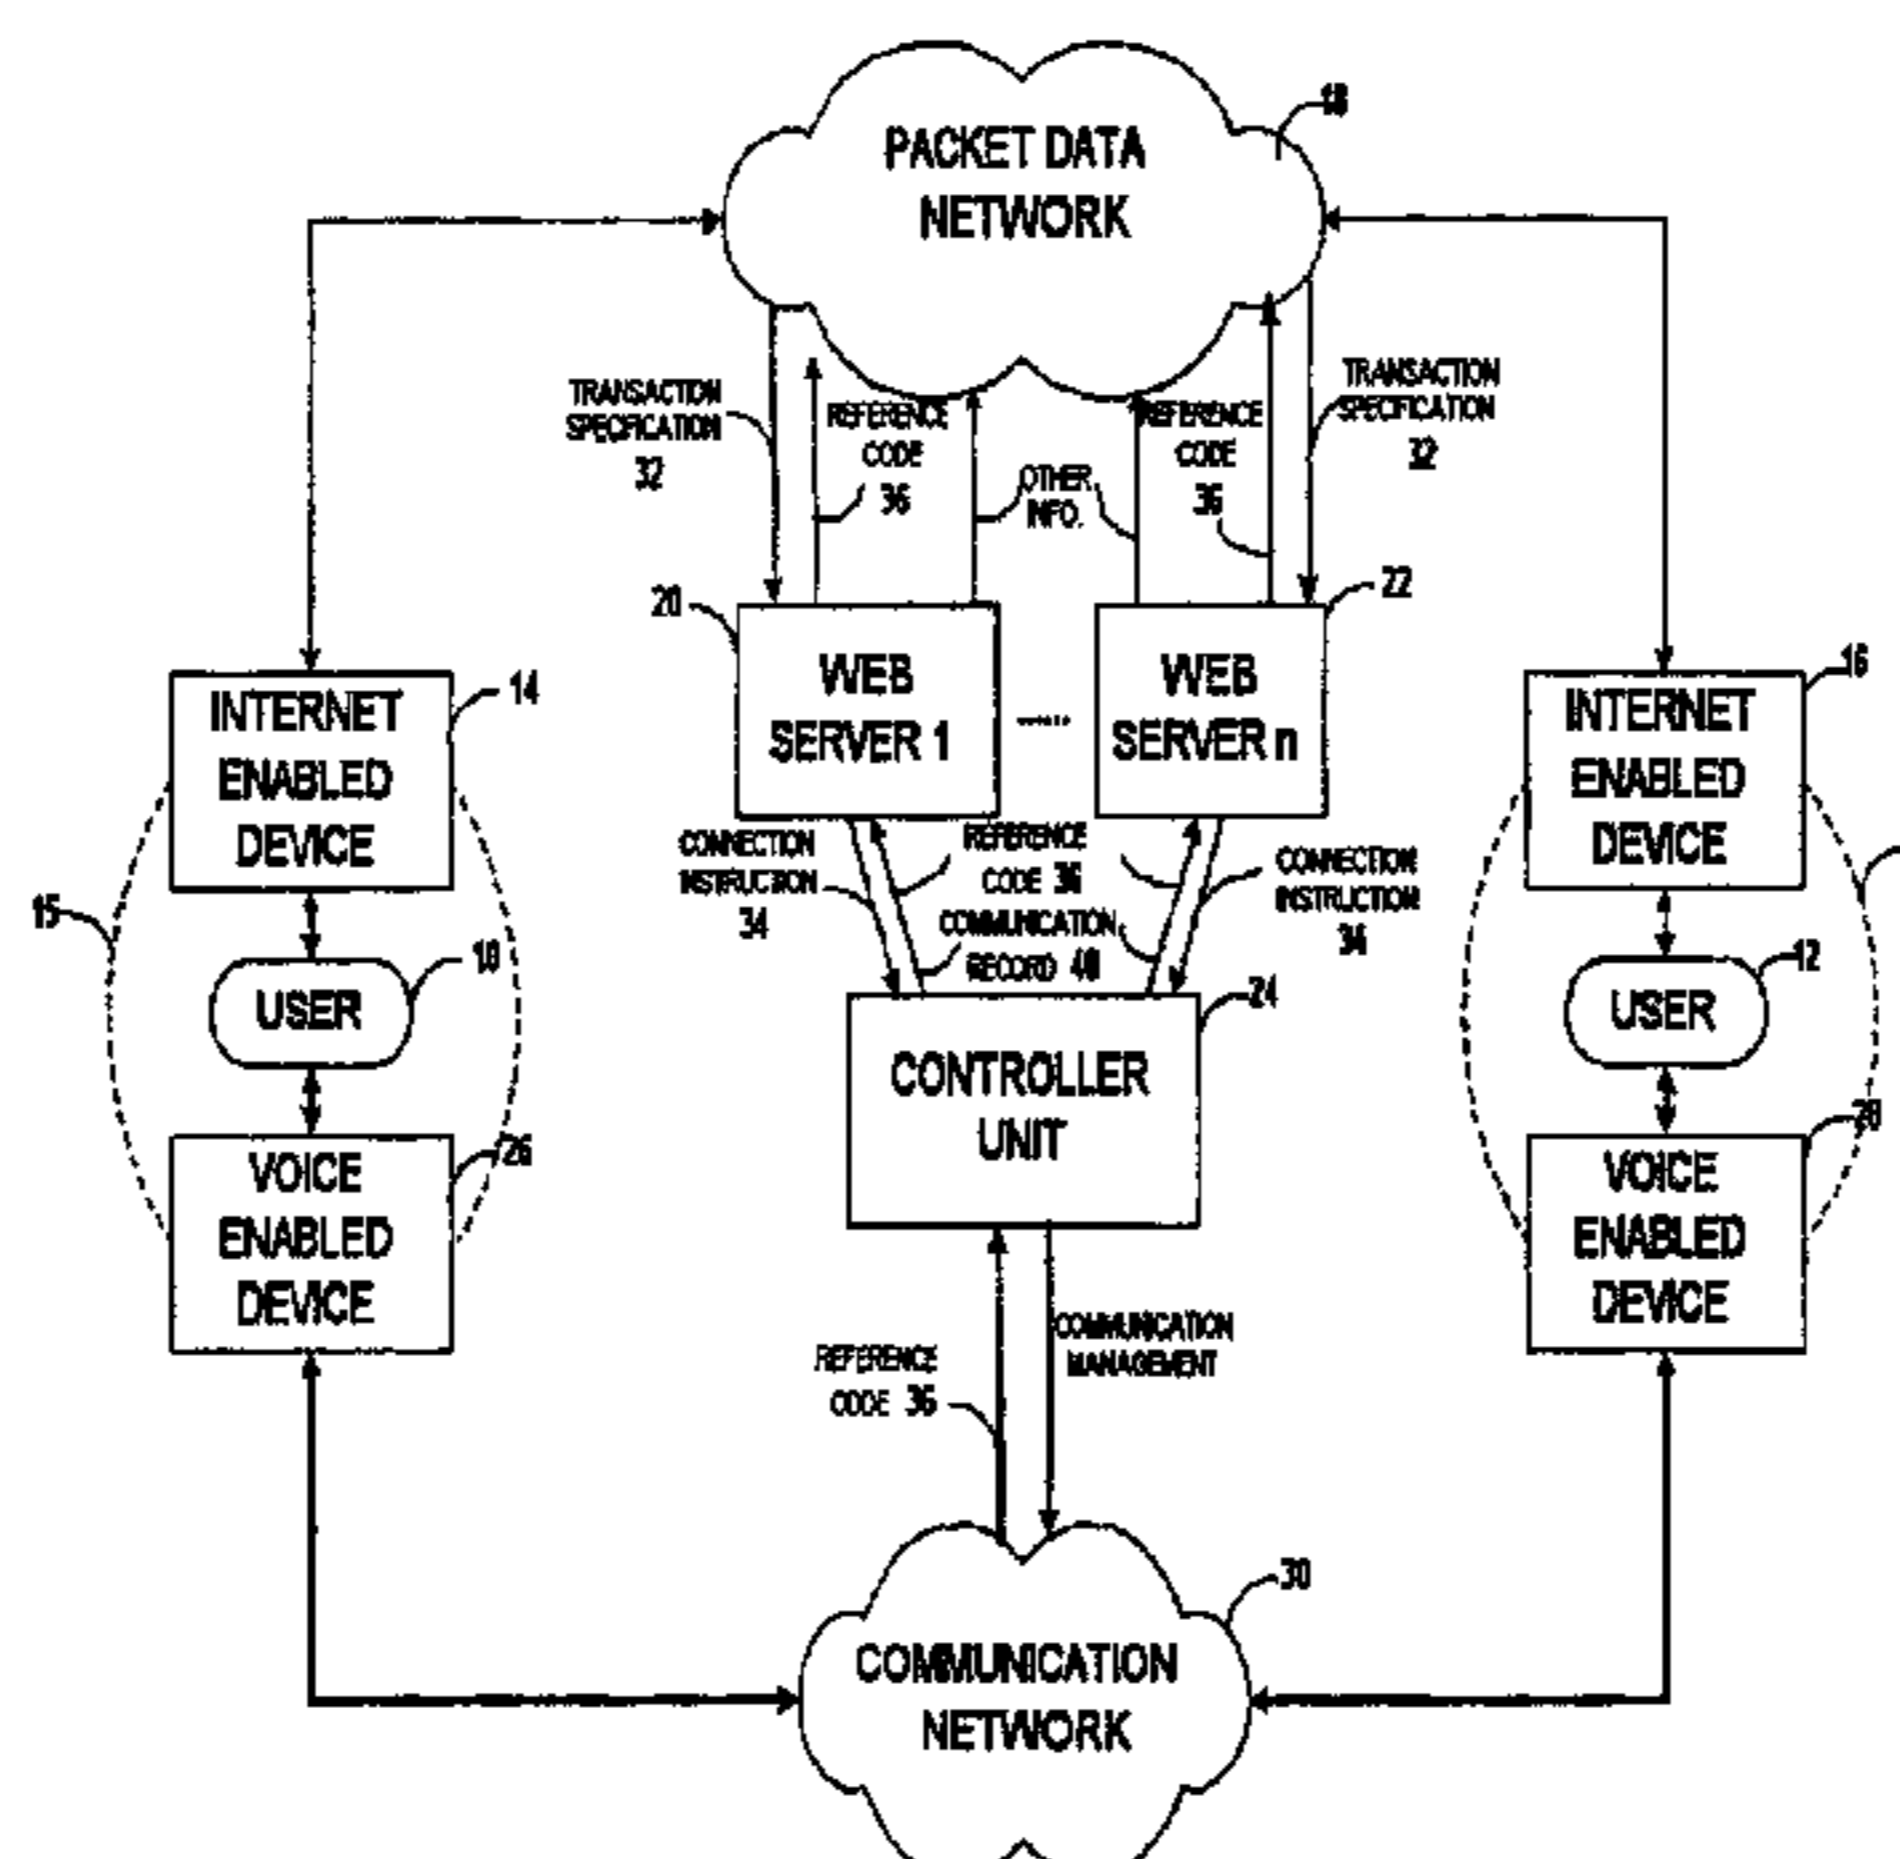 18
PACKET DATA
NETWORK
TRANSACTION
SPECIFICATION
32
REFERENCE
CODE
36
OTHER
INFO.
REFERENCE
CODE
36
TRANSACTION
SPECIFICATION
32
20
WEB
SERVER 1
......
22
WEB
SERVER n
14
INTERNET
ENABLED
DEVICE
16
INTERNET
ENABLED
DEVICE
CONNECTION
INSTRUCTION
34
REFERENCE
CODE 36
COMMUNICATION
RECORD 40
CONNECTION
INSTRUCTION
34
15
10
USER
12
USER
24
CONTROLLER
UNIT
26
VOICE
ENABLED
DEVICE
28
VOICE
ENABLED
DEVICE
REFERENCE
CODE 36
COMMUNICATION
MANAGEMENT
30
COMMUNICATION
NETWORK